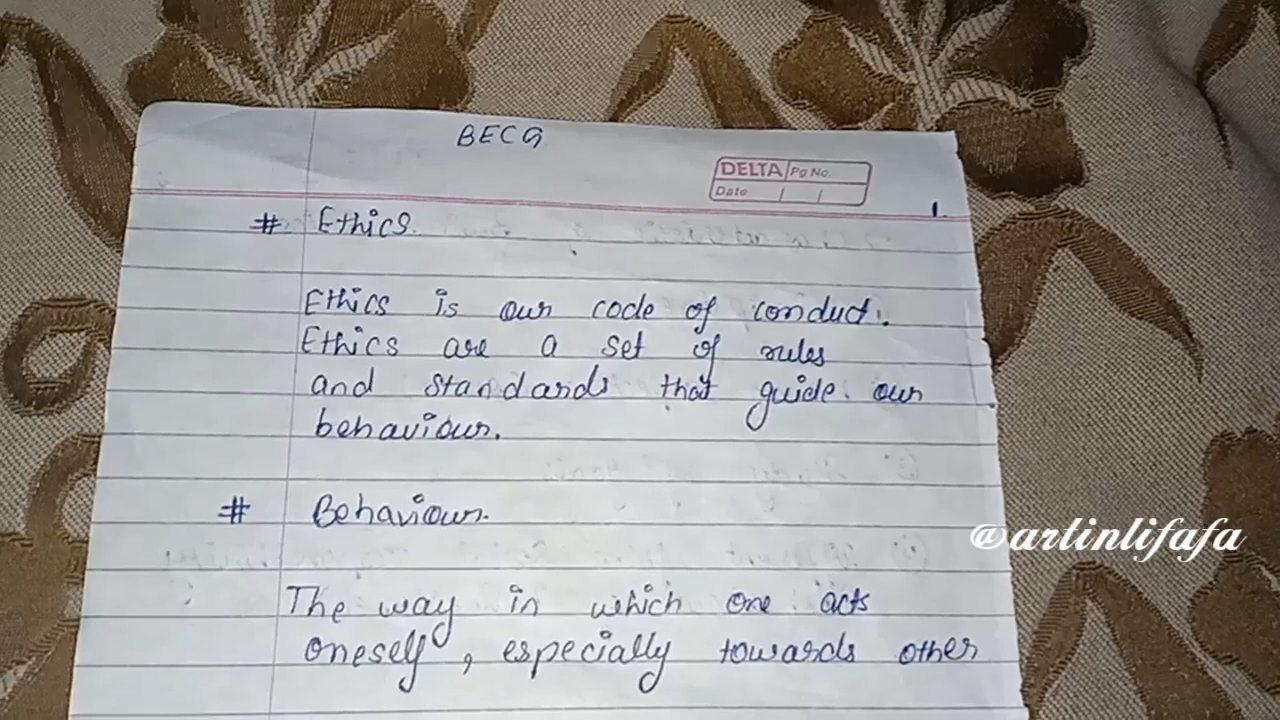 BECG
DELTA Pg No.
Date
1.
# Ethics.
Ethics is our code of conduct.
Ethics are a set of rules
and standards that guide our
behaviour.
# Behaviour.
@artinlifafa
The way in which one acts
oneself, especially towards other